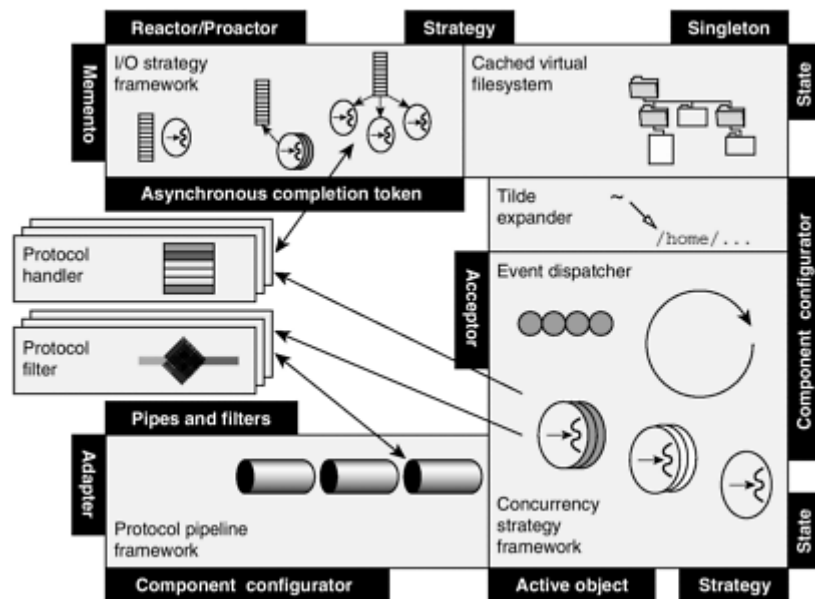 Reactor/Proactor
Strategy
Singleton
Memento
I/O strategy
framework
Cached virtual
filesystem
State
Asynchronous completion token
Tilde
expander
~
/home/...
Component configurator
Protocol
handler
Acceptor
Event dispatcher
Protocol
filter
Pipes and filters
Adapter
Protocol pipeline
framework
Concurrency
strategy
framework
State
Component configurator
Active object
Strategy